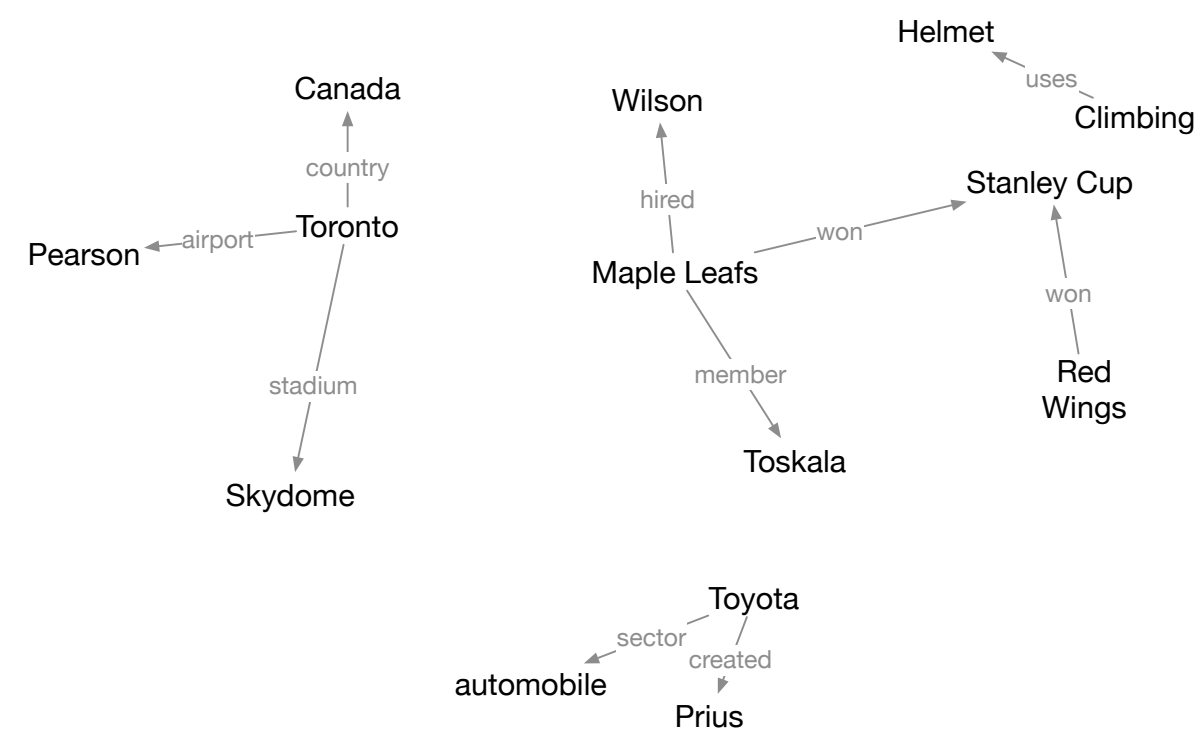 Helmet
uses
Climbing
Canada
Wilson
country
Stanley Cup
hired
Toronto
airport
Pearson
won
Maple Leafs
won
stadium
member
Red
Wings
Toskala
Skydome
Toyota
sector
created
automobile
Prius